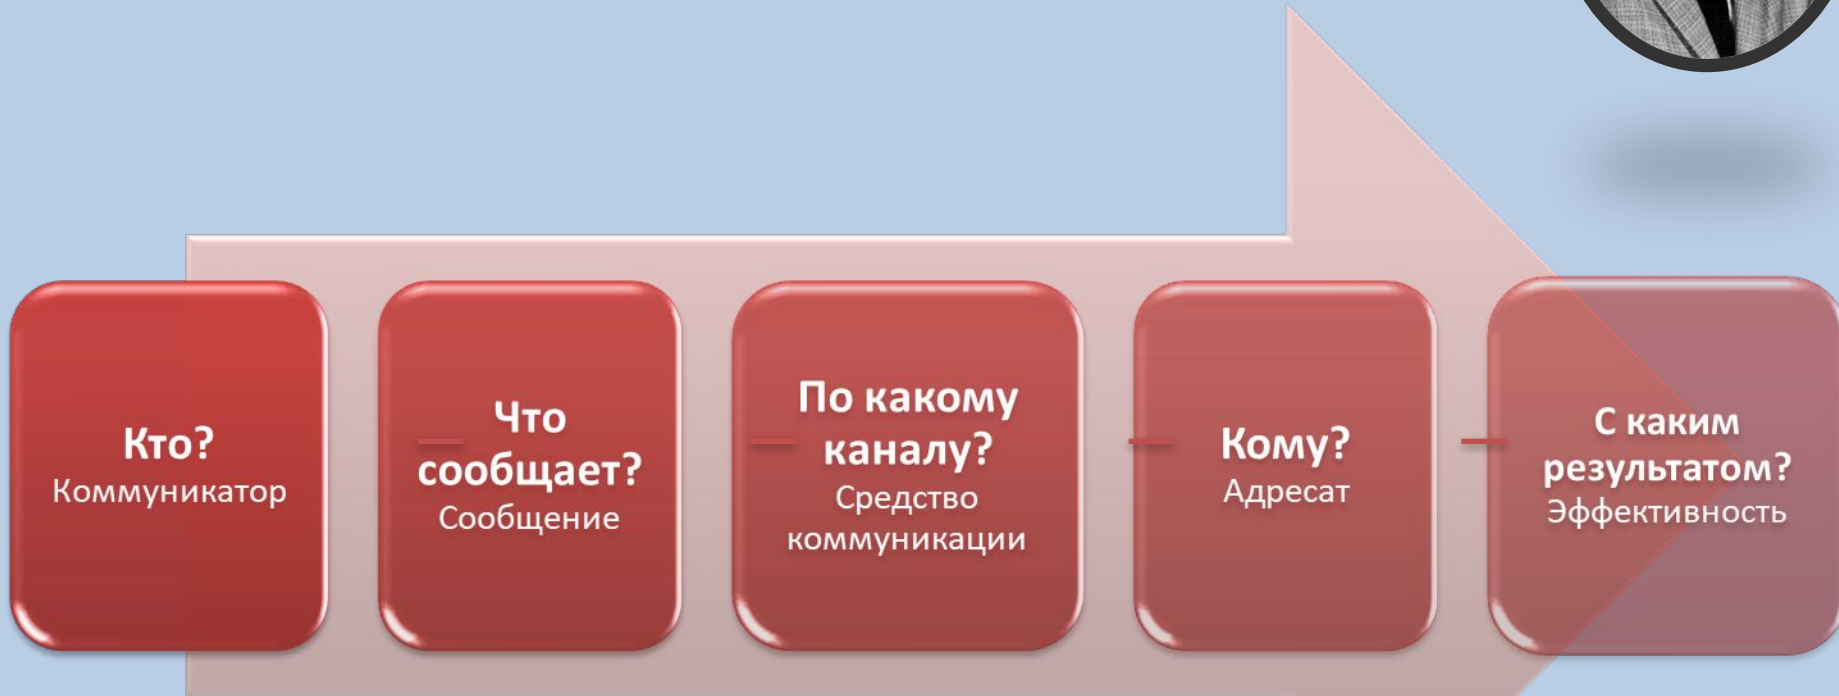 Кто?
Коммуникатор
Что
сообщает?
Сообщение
По какому
каналу?
Средство
коммуникации
Кому?
Адресат
С каким
результатом?
Эффективность